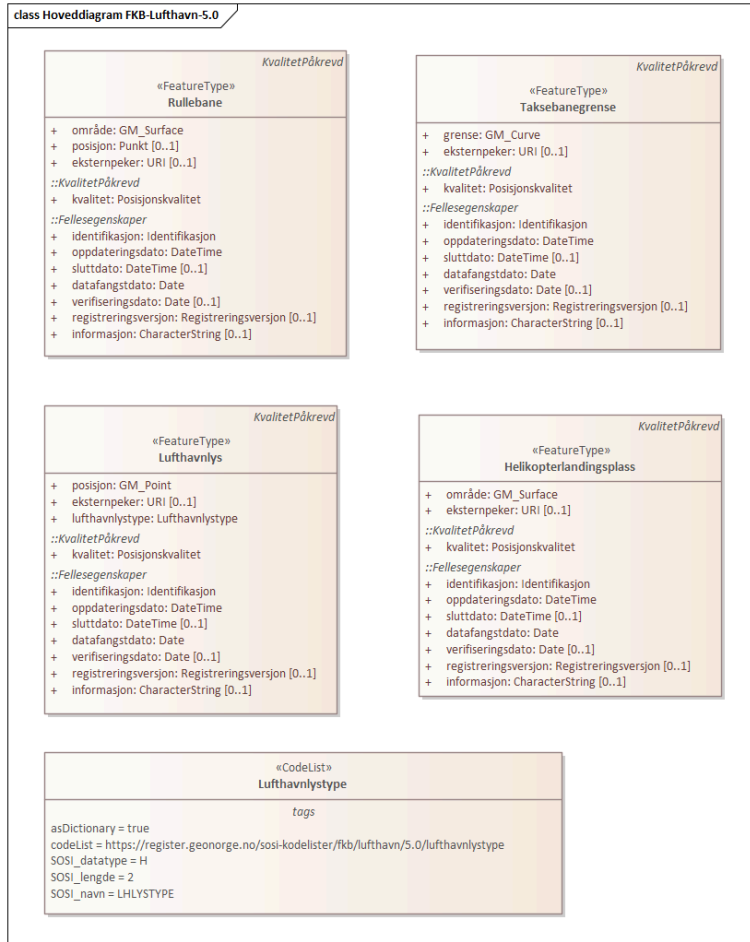 class Hoveddiagram FKB-Lufthavn-5.0
KvalitetPåkrevd
«FeatureType»
Rullebane
+ område: GM_Surface
+ posisjon: Punkt [0..1]
+ eksternpeker: URI [0..1]
::KvalitetPåkrevd
+ kvalitet: Posisjonskvalitet
::Fellesegenskaper
+ identifikasjon: Identifikasjon
+ oppdateringsdato: DateTime
+ sluttdato: DateTime [0..1]
+ datafangstdato: Date
+ verifiseringsdato: Date [0..1]
+ registreringsversjon: Registreringsversjon [0..1]
+ informasjon: CharacterString [0..1]
KvalitetPåkrevd
«FeatureType»
Taksebanegrense
+ grense: GM_Curve
+ eksternpeker: URI [0..1]
::KvalitetPåkrevd
+ kvalitet: Posisjonskvalitet
::Fellesegenskaper
+ identifikasjon: Identifikasjon
+ oppdateringsdato: DateTime
+ sluttdato: DateTime [0..1]
+ datafangstdato: Date
+ verifiseringsdato: Date [0..1]
+ registreringsversjon: Registreringsversjon [0..1]
+ informasjon: CharacterString [0..1]
KvalitetPåkrevd
«FeatureType»
Lufthavnlys
+ posisjon: GM_Point
+ eksternpeker: URI [0..1]
+ lufthavnlystype: Lufthavnlystype
::KvalitetPåkrevd
+ kvalitet: Posisjonskvalitet
::Fellesegenskaper
+ identifikasjon: Identifikasjon
+ oppdateringsdato: DateTime
+ sluttdato: DateTime [0..1]
+ datafangstdato: Date
+ verifiseringsdato: Date [0..1]
+ registreringsversjon: Registreringsversjon [0..1]
+ informasjon: CharacterString [0..1]
KvalitetPåkrevd
«FeatureType»
Helikopterlandingsplass
+ område: GM_Surface
+ eksternpeker: URI [0..1]
::KvalitetPåkrevd
+ kvalitet: Posisjonskvalitet
::Fellesegenskaper
+ identifikasjon: Identifikasjon
+ oppdateringsdato: DateTime
+ sluttdato: DateTime [0..1]
+ datafangstdato: Date
+ verifiseringsdato: Date [0..1]
+ registreringsversjon: Registreringsversjon [0..1]
+ informasjon: CharacterString [0..1]
«CodeList»
Lufthavnlystype
tags
asDictionary = true
codeList = https://register.geonorge.no/sosi-kodelister/fkb/lufthavn/5.0/lufthavnlystype
SOSI_datatype = H
SOSI_lengde = 2
SOSI_navn = LHLYSTYPE